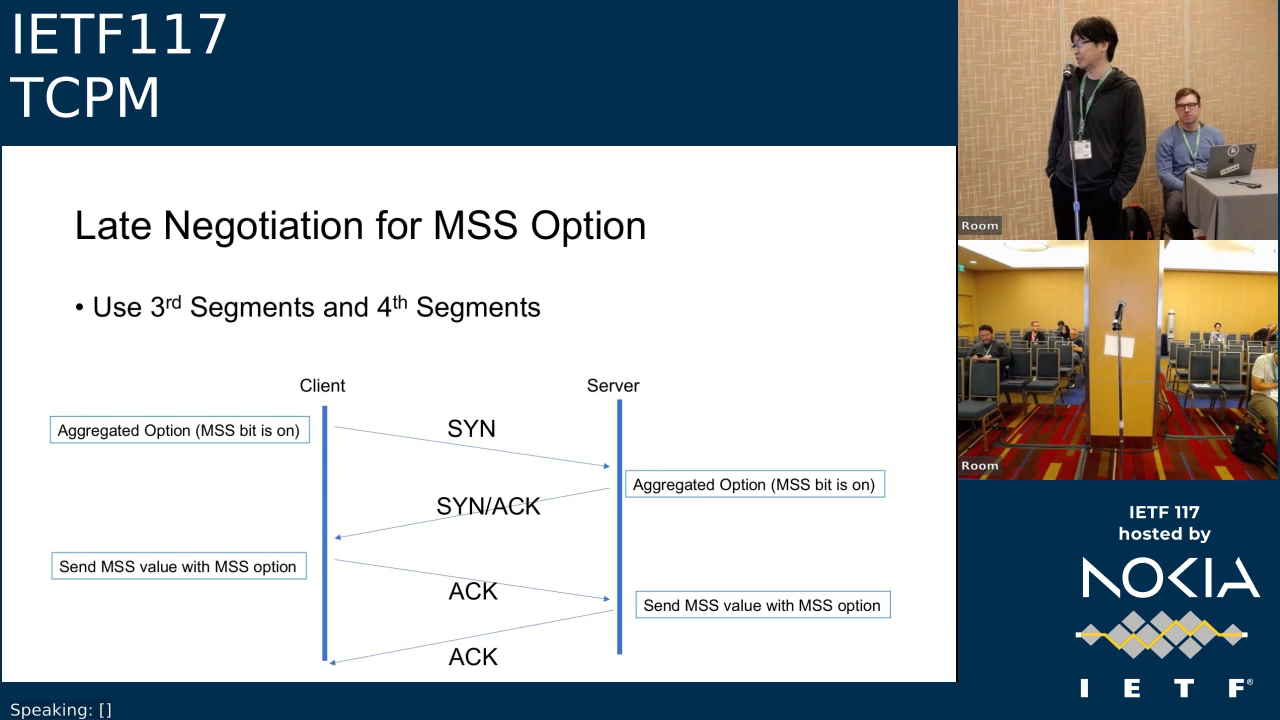 IETF117
TCPM
Late Negotiation for MSS Option
• Use 3rd Segments and 4th Segments
Client
Server
Aggregated Option (MSS bit is on)
SYN
Aggregated Option (MSS bit is on)
SYN/ACK
Send MSS value with MSS option
ACK
Send MSS value with MSS option
ACK
Speaking: []
Room
Room
IETF 117
hosted by
NOKIA
I E T F®